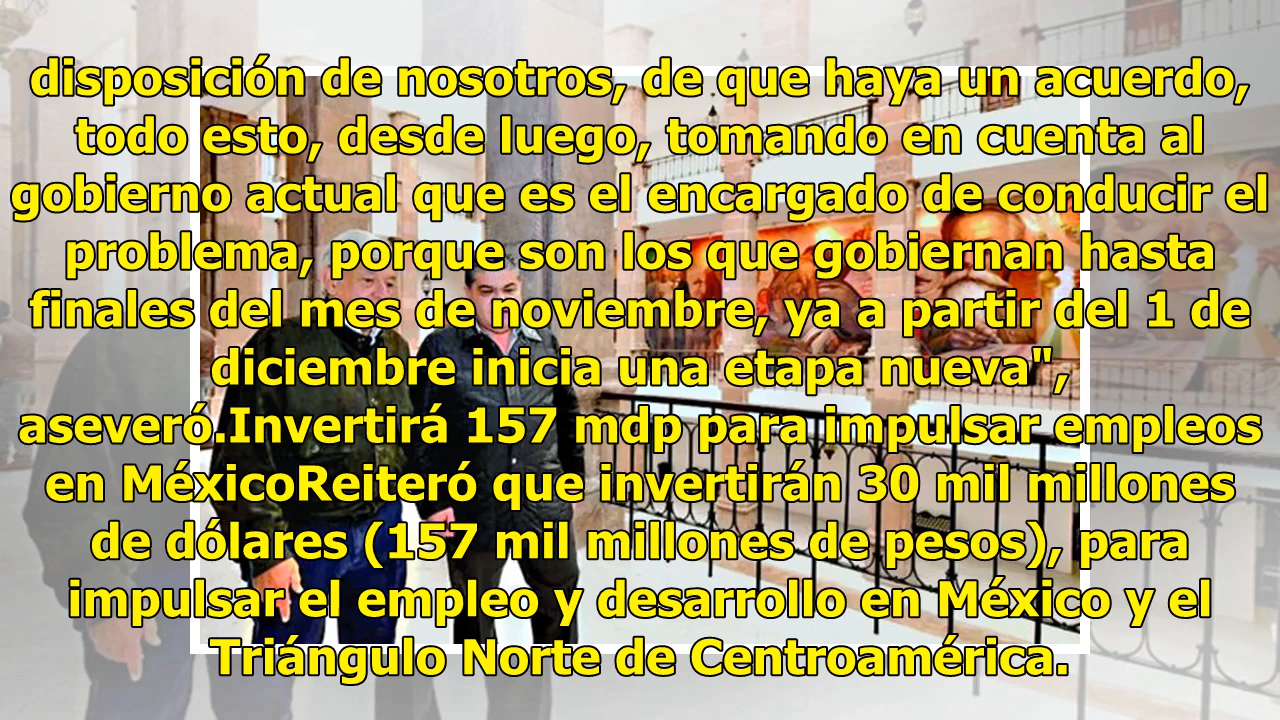 disposición de nosotros, de que haya un acuerdo,
todo esto, desde luego, tomando en cuenta al
gobierno actual que es el encargado de conducir el
problema, porque son los que gobiernan hasta
finales del mes de noviembre, ya a partir del 1 de
diciembre inicia una etapa nueva",
aseveró.Invertirá 157 mdp para impulsar empleos
en MéxicoReiteró que invertirán 30 mil millones
de dólares (157 mil millones de pesos), para
impulsar el empleo y desarrollo en México y el
Triángulo Norte de Centroamérica.